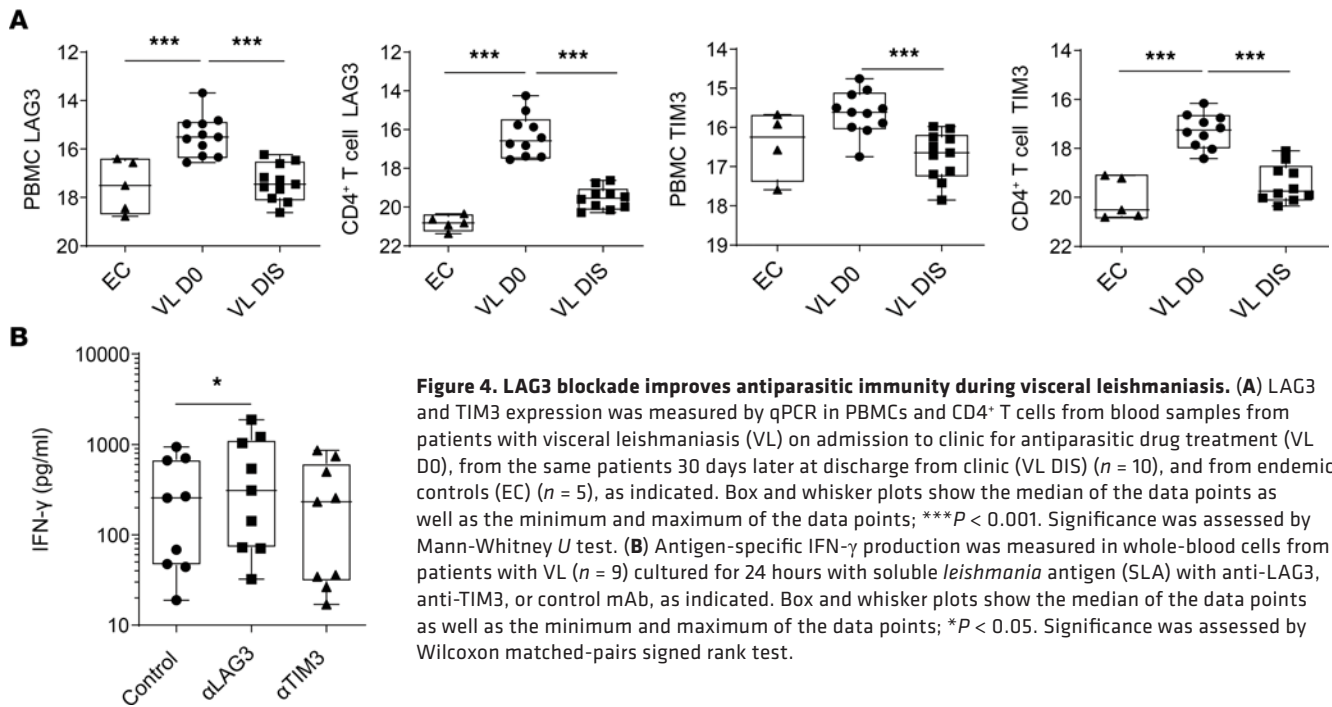 A
*** ***
12
14
16
18
20
PBMC LAG3
EC
VL D0
VL DIS
*** ***
12
14
16
18
20
22
CD4+ T cell LAG3
EC
VL D0
VL DIS
***
14
15
16
17
18
19
PBMC TIM3
EC
VL D0
VL DIS
*** ***
14
16
18
20
22
CD4+ T cell TIM3
EC
VL D0
VL DIS
B
*
10000
1000
100
10
IFN-γ (pg/ml)
Control
αLAG3
αTIM3
Figure 4. LAG3 blockade improves antiparasitic immunity during visceral leishmaniasis. (A) LAG3
and TIM3 expression was measured by qPCR in PBMCs and CD4+ T cells from blood samples from
patients with visceral leishmaniasis (VL) on admission to clinic for antiparasitic drug treatment (VL
D0), from the same patients 30 days later at discharge from clinic (VL DIS) (n = 10), and from endemic
controls (EC) (n = 5), as indicated. Box and whisker plots show the median of the data points as
well as the minimum and maximum of the data points; ***P < 0.001. Significance was assessed by
Mann-Whitney U test. (B) Antigen-specific IFN-γ production was measured in whole-blood cells from
patients with VL (n = 9) cultured for 24 hours with soluble leishmania antigen (SLA) with anti-LAG3,
anti-TIM3, or control mAb, as indicated. Box and whisker plots show the median of the data points
as well as the minimum and maximum of the data points; *P < 0.05. Significance was assessed by
Wilcoxon matched-pairs signed rank test.